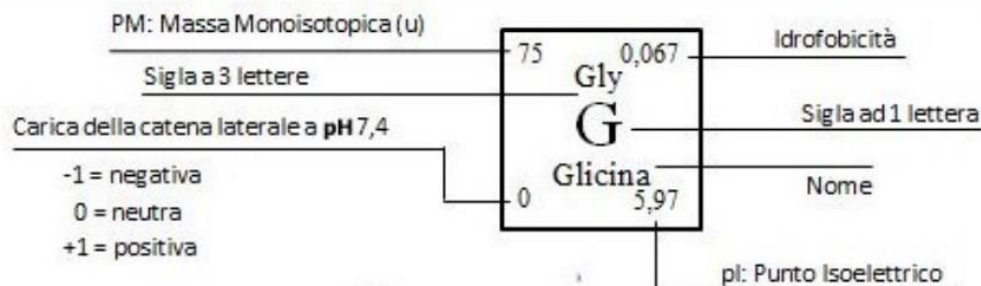 PM: Massa Monoisotopica (u)
75 0,067
Idrofobicità
Sigla a 3 lettere
Gly
Carica della catena laterale a pH 7,4
G
Sigla ad 1 lettera
-1 = negativa
Glicina
Nome
0 = neutra
0 5,97
+1 = positiva
pI: Punto Isoelettrico